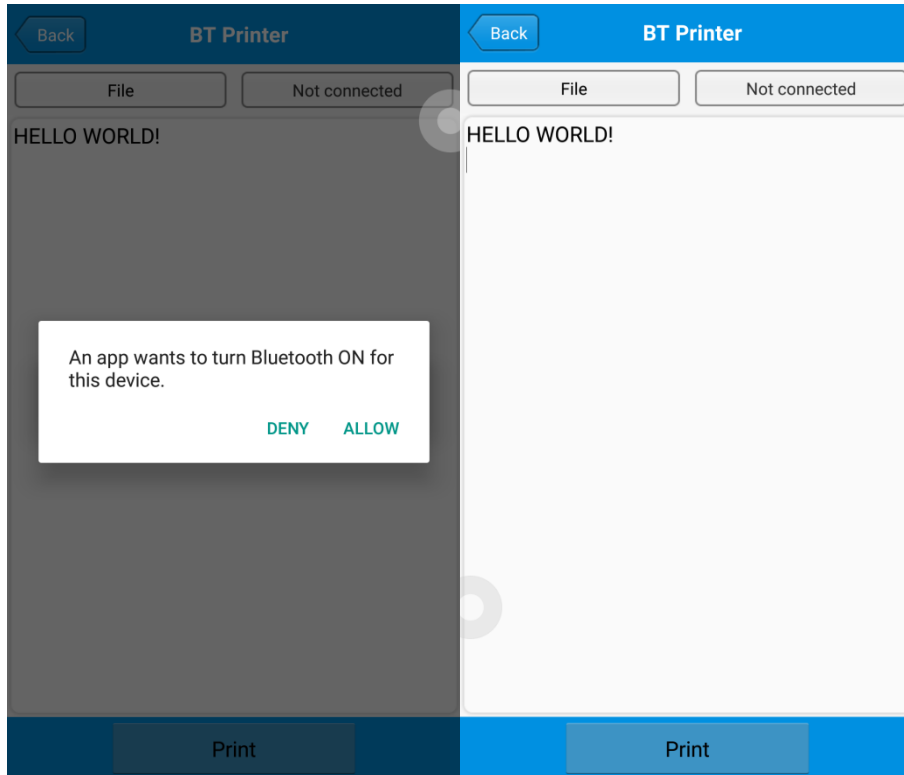 Back
BT Printer
File
Not connected
HELLO WORLD!
An app wants to turn Bluetooth ON for
this device.
DENY
ALLOW
Print
Back
BT Printer
File
Not connected
HELLO WORLD!
Print